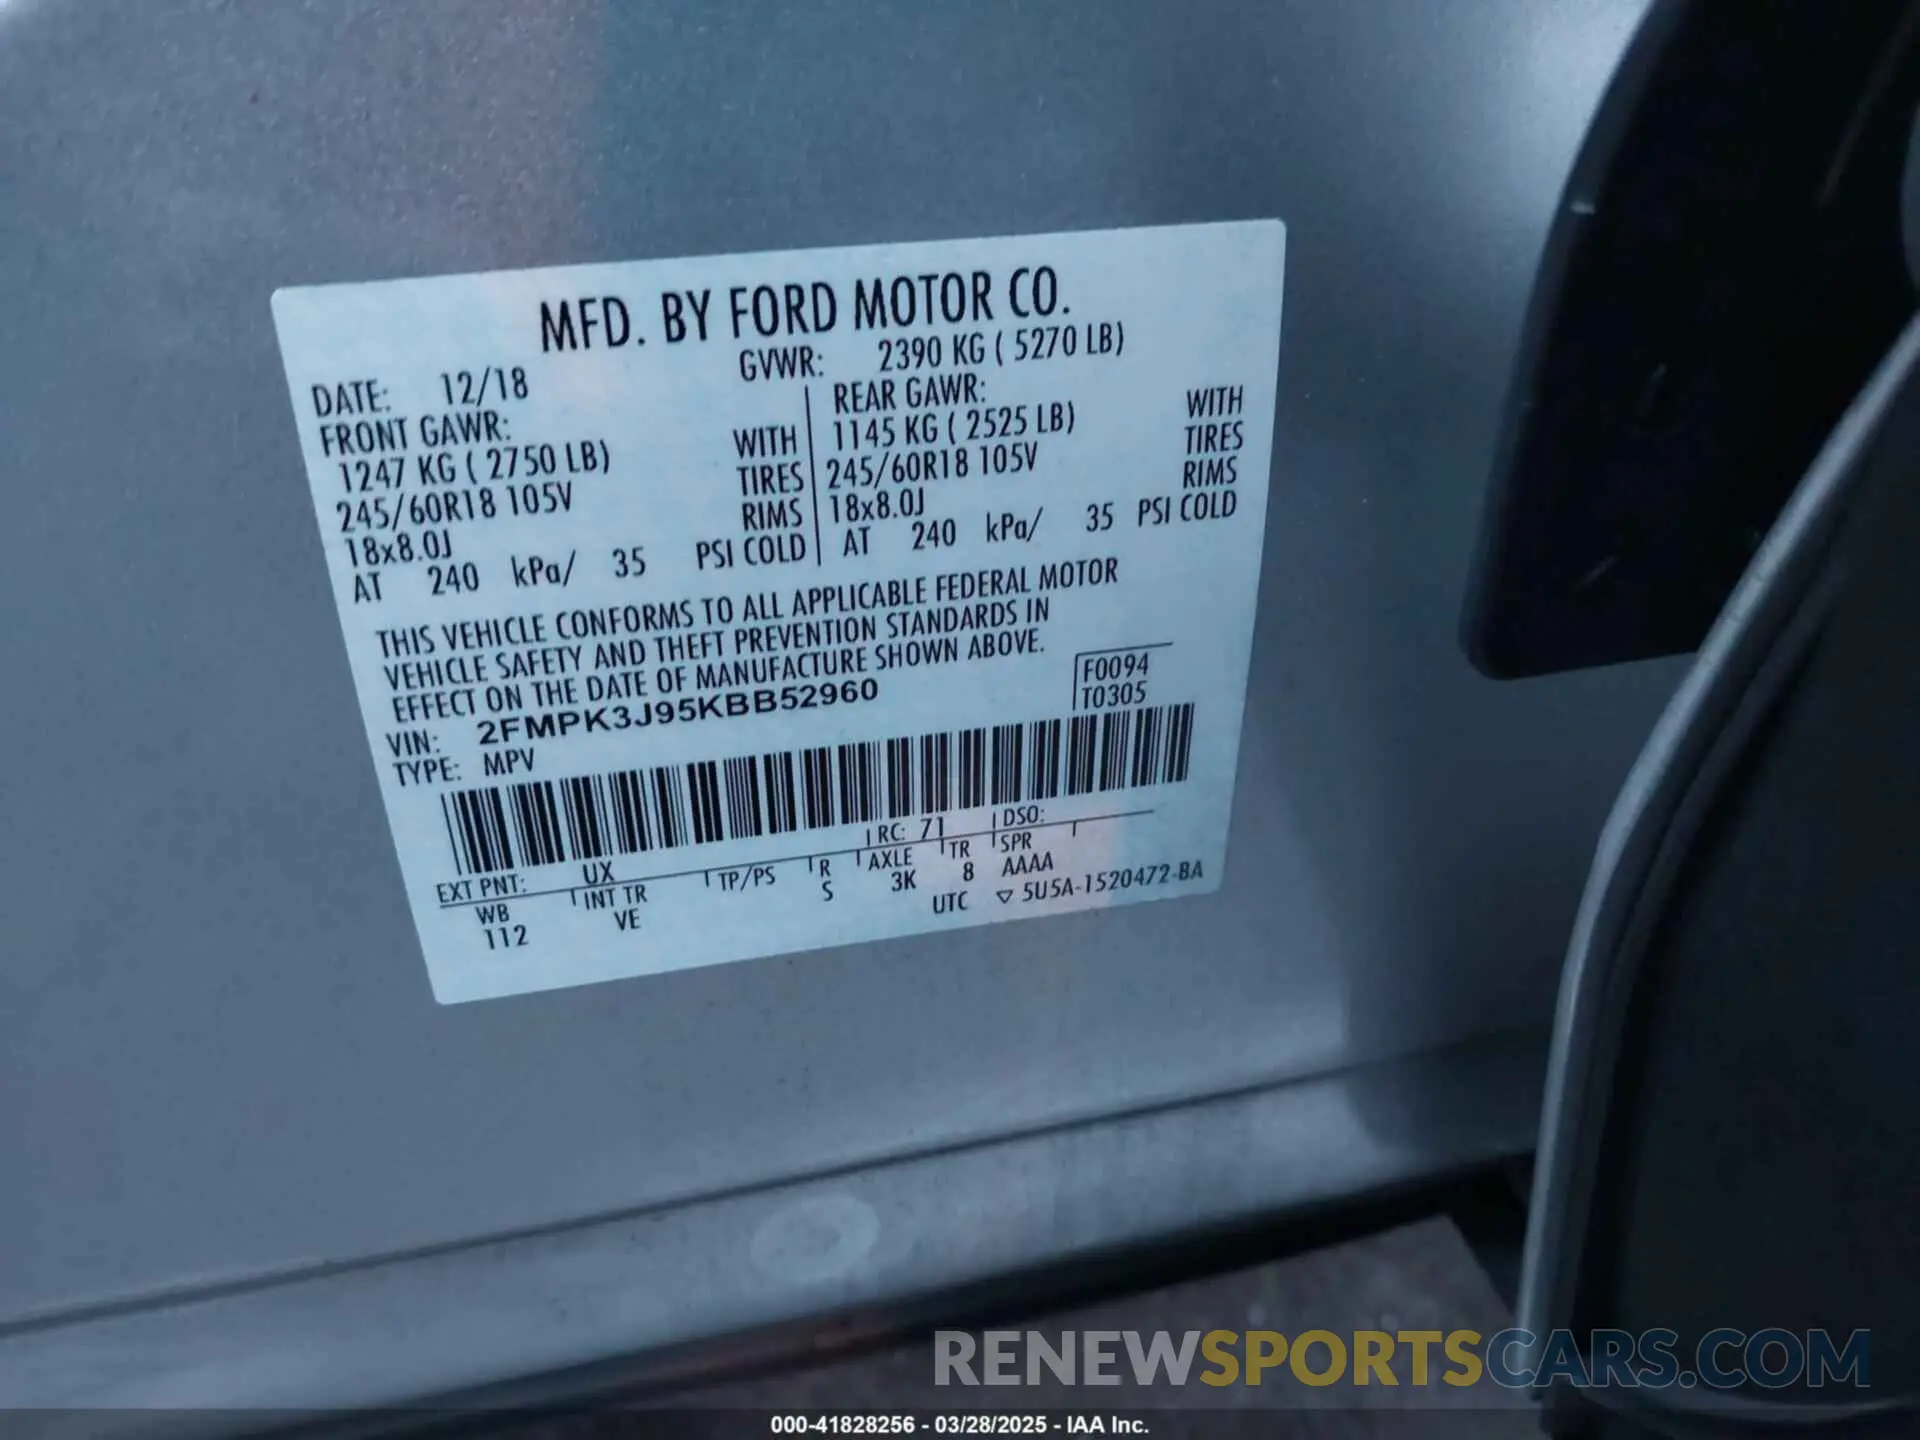 MFD. BY FORD MOTOR CO.
DATE: 12/18 GVWR: 2390 KG ( 5270 LB)
FRONT GAWR: REAR GAWR:
1247 KG ( 2750 LB) WITH 1145 KG ( 2525 LB) WITH
245/60R18 105V TIRES 245/60R18 105V TIRES
18x8.0J RIMS 18x8.0J RIMS
AT 240 kPa/ 35 PSI COLD AT 240 kPa/ 35 PSI COLD
THIS VEHICLE CONFORMS TO ALL APPLICABLE FEDERAL MOTOR
VEHICLE SAFETY AND THEFT PREVENTION STANDARDS IN
EFFECT ON THE DATE OF MANUFACTURE SHOWN ABOVE.
VIN: 2FMPK3J95KBB52960 F0094
TYPE: MPV T0305
EXT PNT: UX RC: 71 DSO:
WB INT TR TP/PS R AXLE TR SPR
112 VE S 3K 8 AAAA
UTC ▽ 5U5A-1520472-BA
RENEWSPORTSCARS.COM
000-41828256 - 03/28/2025 - IAA Inc.